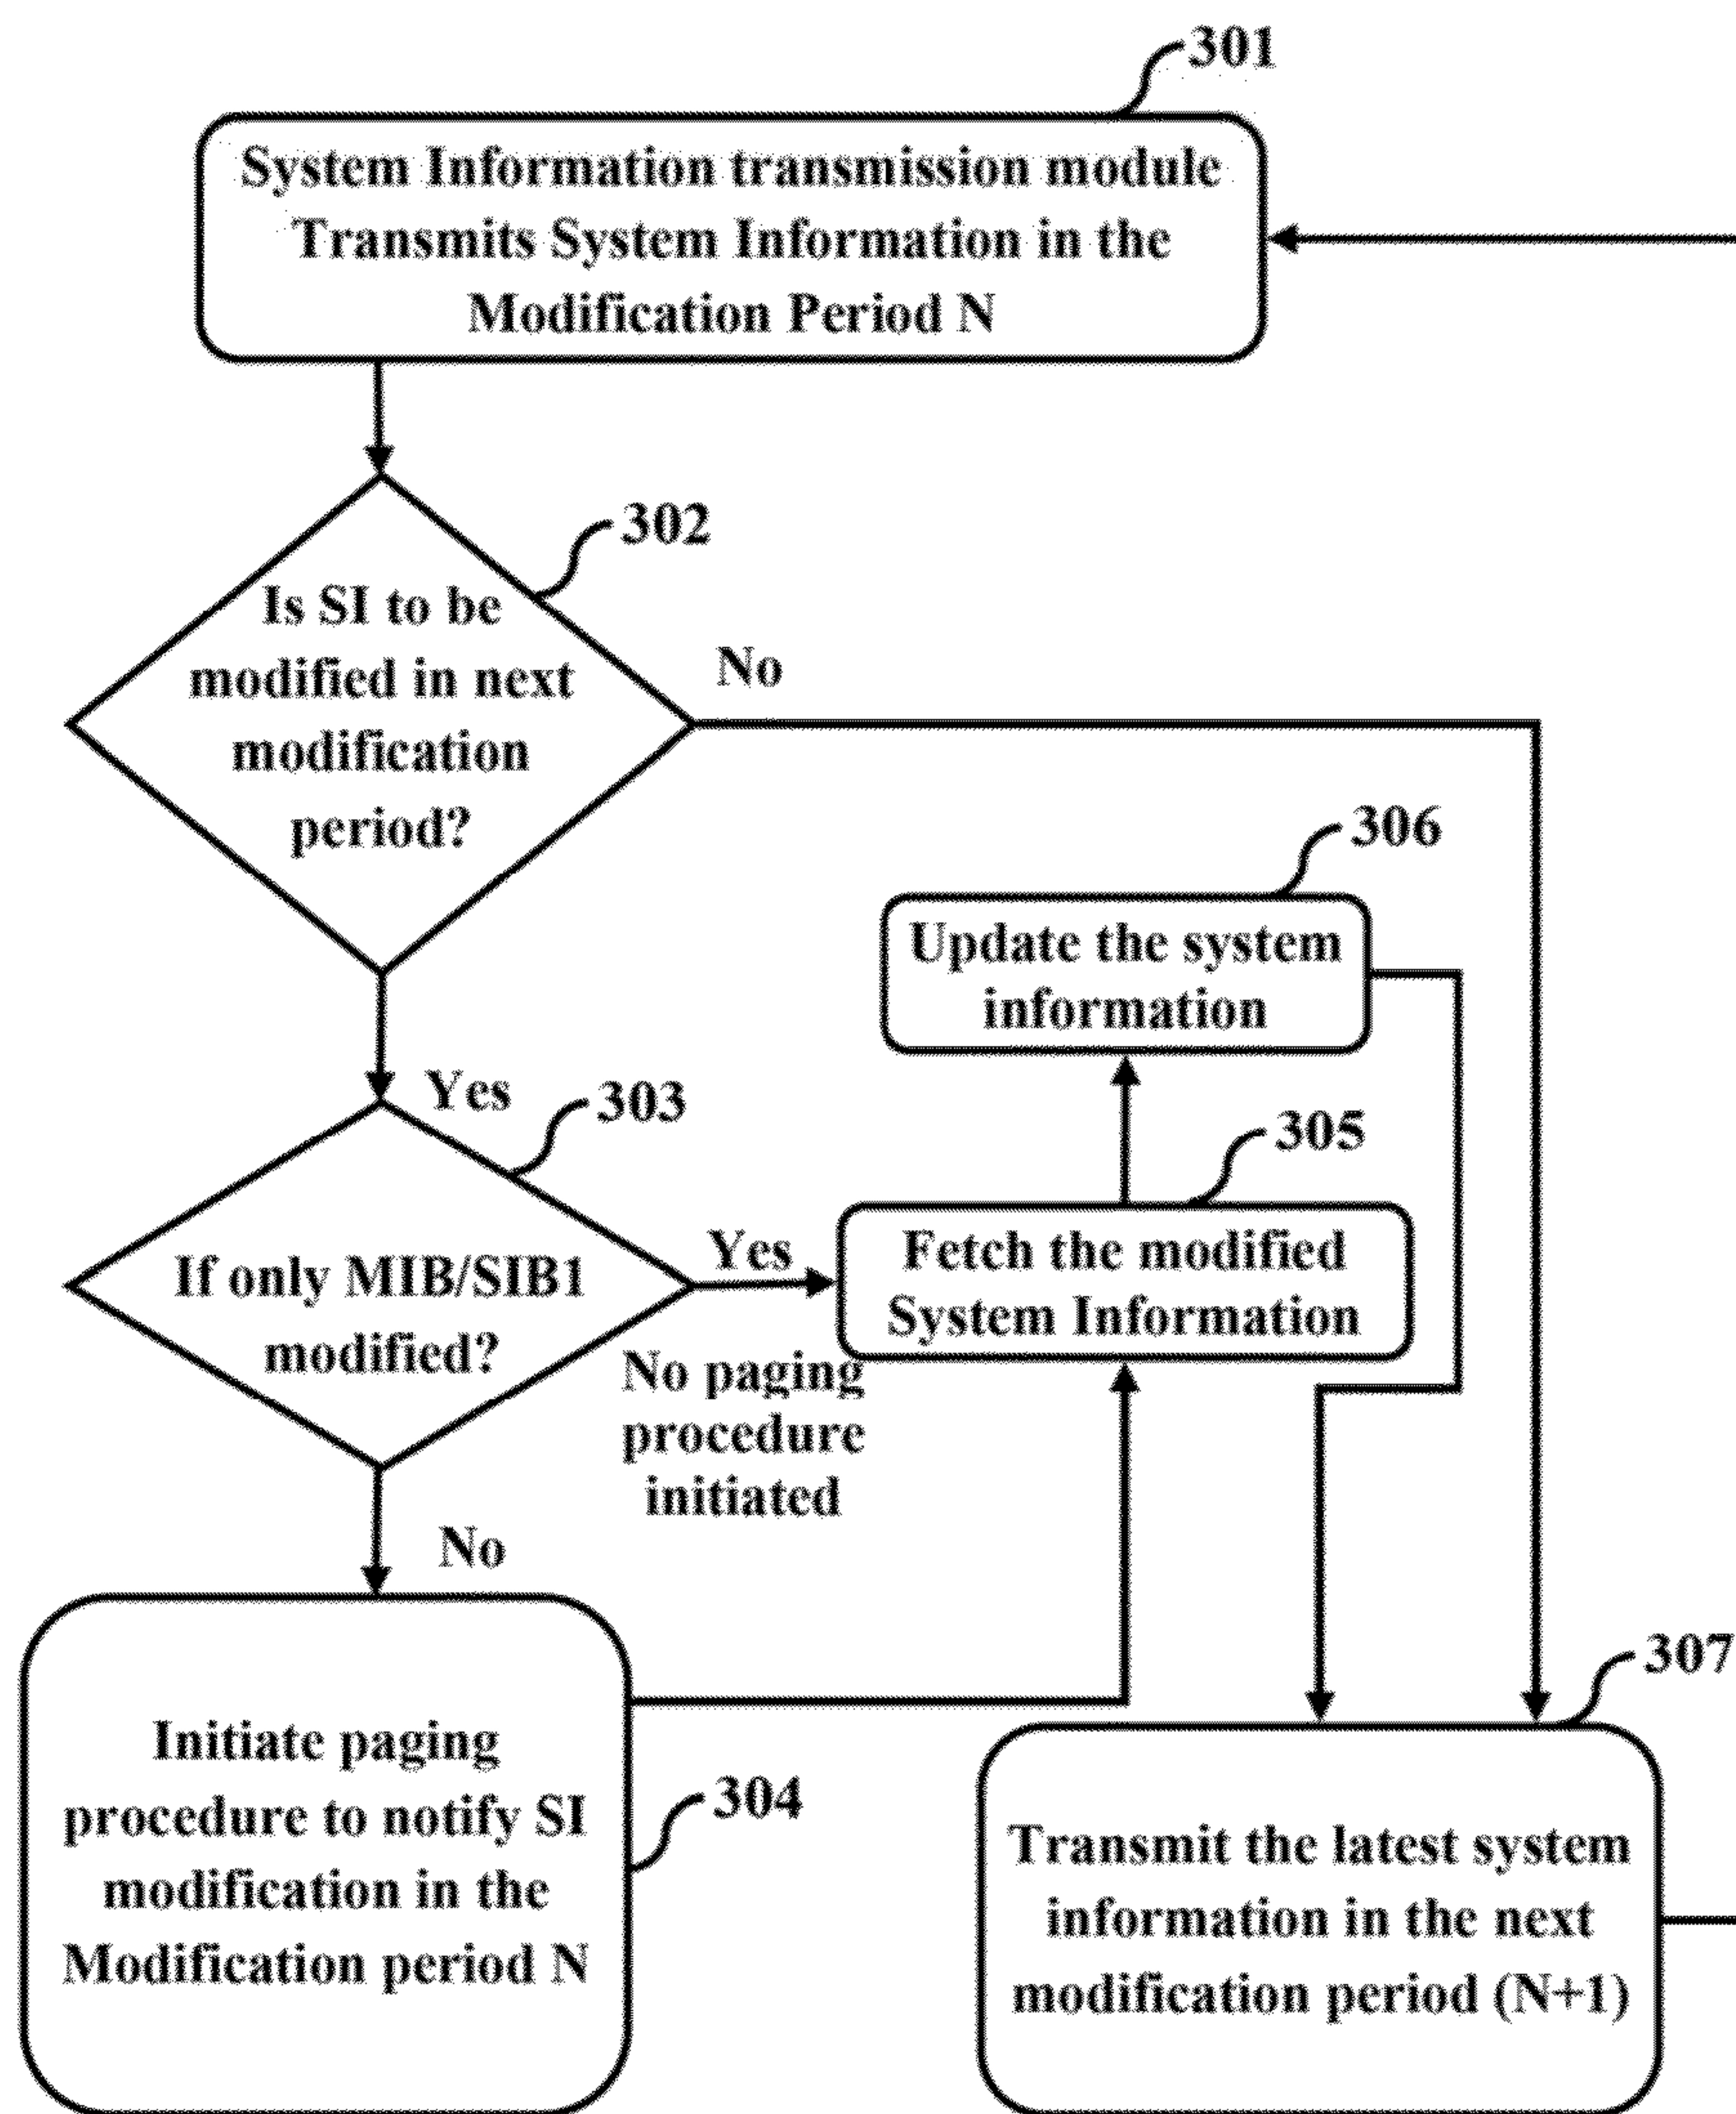 301
System Information transmission module
Transmits System Information in the
Modification Period N
302
Is SI to be
modified in next
modification
period?
No
306
Update the system
information
Yes
303
305
If only MIB/SIB1
modified?
Yes
Fetch the modified
System Information
No paging
procedure
initiated
No
307
Initiate paging
procedure to notify SI
modification in the
Modification period N
304
Transmit the latest system
information in the next
modification period (N+1)